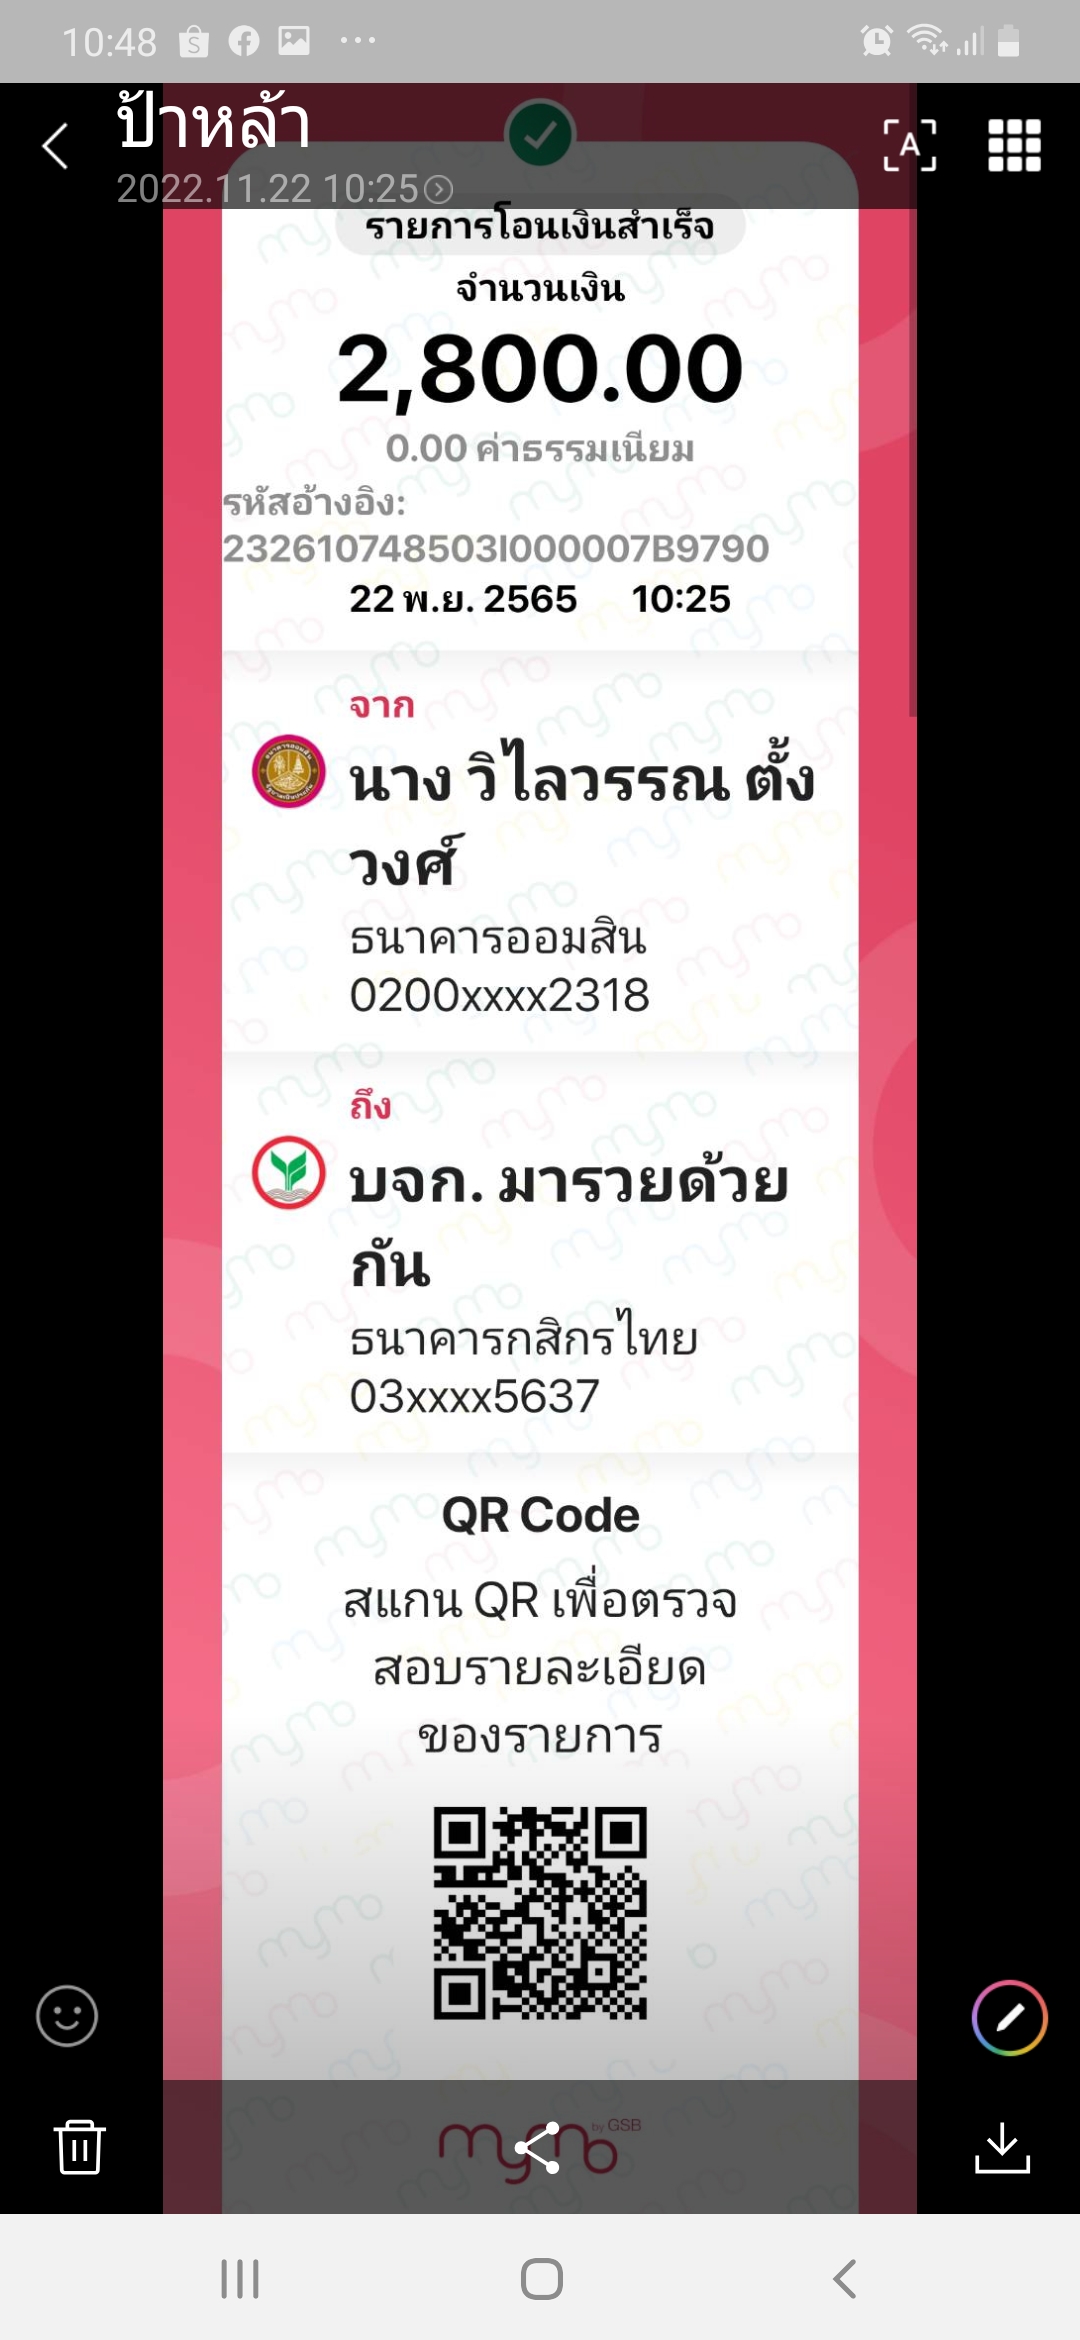 10:48
ป้าหล้า
2022.11.22 10:25
A
รายการโอนเงินสำเร็จ
จำนวนเงิน
2,800.00
0.00 ค่าธรรมเนียม
รหัสอ้างอิง:
232610748503I000007B9790
22 พ.ย. 2565 10:25
จาก
นาง วิไลวรรณ ตั้ง
วงศ์
ธนาคารออมสิน
0200xxxx2318
ถึง
บจก. มารวยด้วย
กัน
ธนาคารกสิกรไทย
03xxxx5637
QR Code
สแกน QR เพื่อตรวจ
สอบรายละเอียด
ของรายการ
mymo by GSB